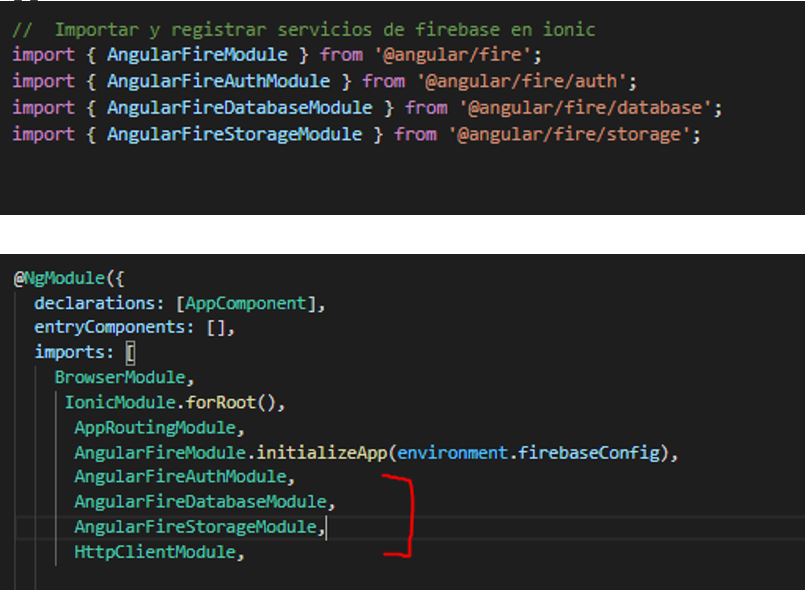 //  Importar y registrar servicios de firebase en ionic
import { AngularFireModule } from '@angular/fire';
import { AngularFireAuthModule } from '@angular/fire/auth';
import { AngularFireDatabaseModule } from '@angular/fire/database';
import { AngularFireStorageModule } from '@angular/fire/storage';
@NgModule({
declarations: [AppComponent],
entryComponents: [],
imports: [
BrowserModule,
IonicModule.forRoot(),
AppRoutingModule,
AngularFireModule.initializeApp(environment.firebaseConfig),
AngularFireAuthModule,
AngularFireDatabaseModule,
AngularFireStorageModule,
HttpClientModule,